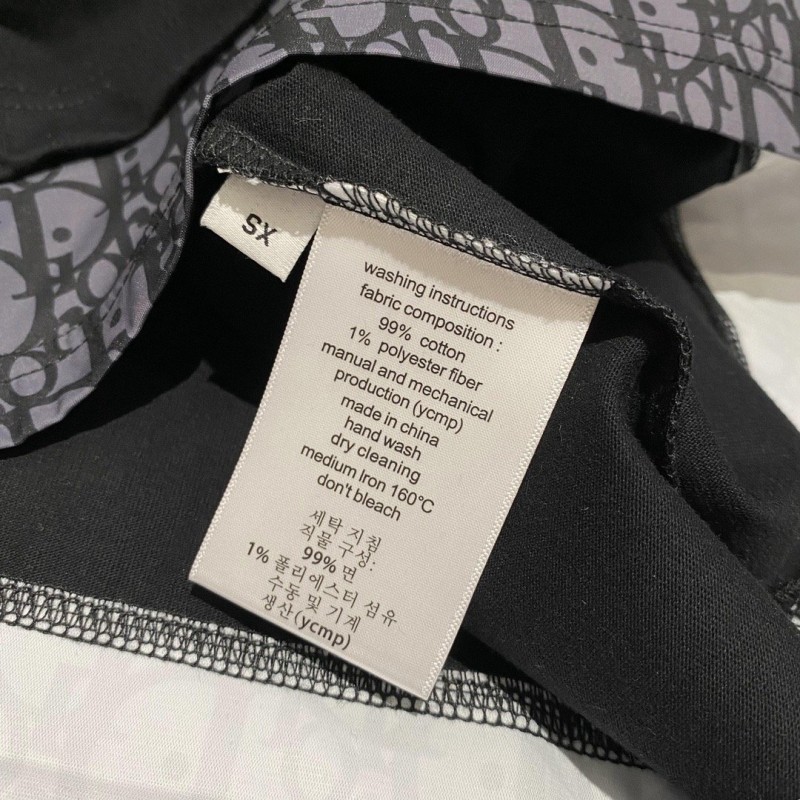 SX
washing instructions
fabric composition :
99% cotton
1% polyester fiber
manual and mechanical
production (ycmp)
made in china
hand wash
dry cleaning
medium Iron 160°C
don't bleach
세탁 지침
직물 구성:
99% 면
1% 폴리에스터 섬유
수동 및 기계
생산(ycmp)